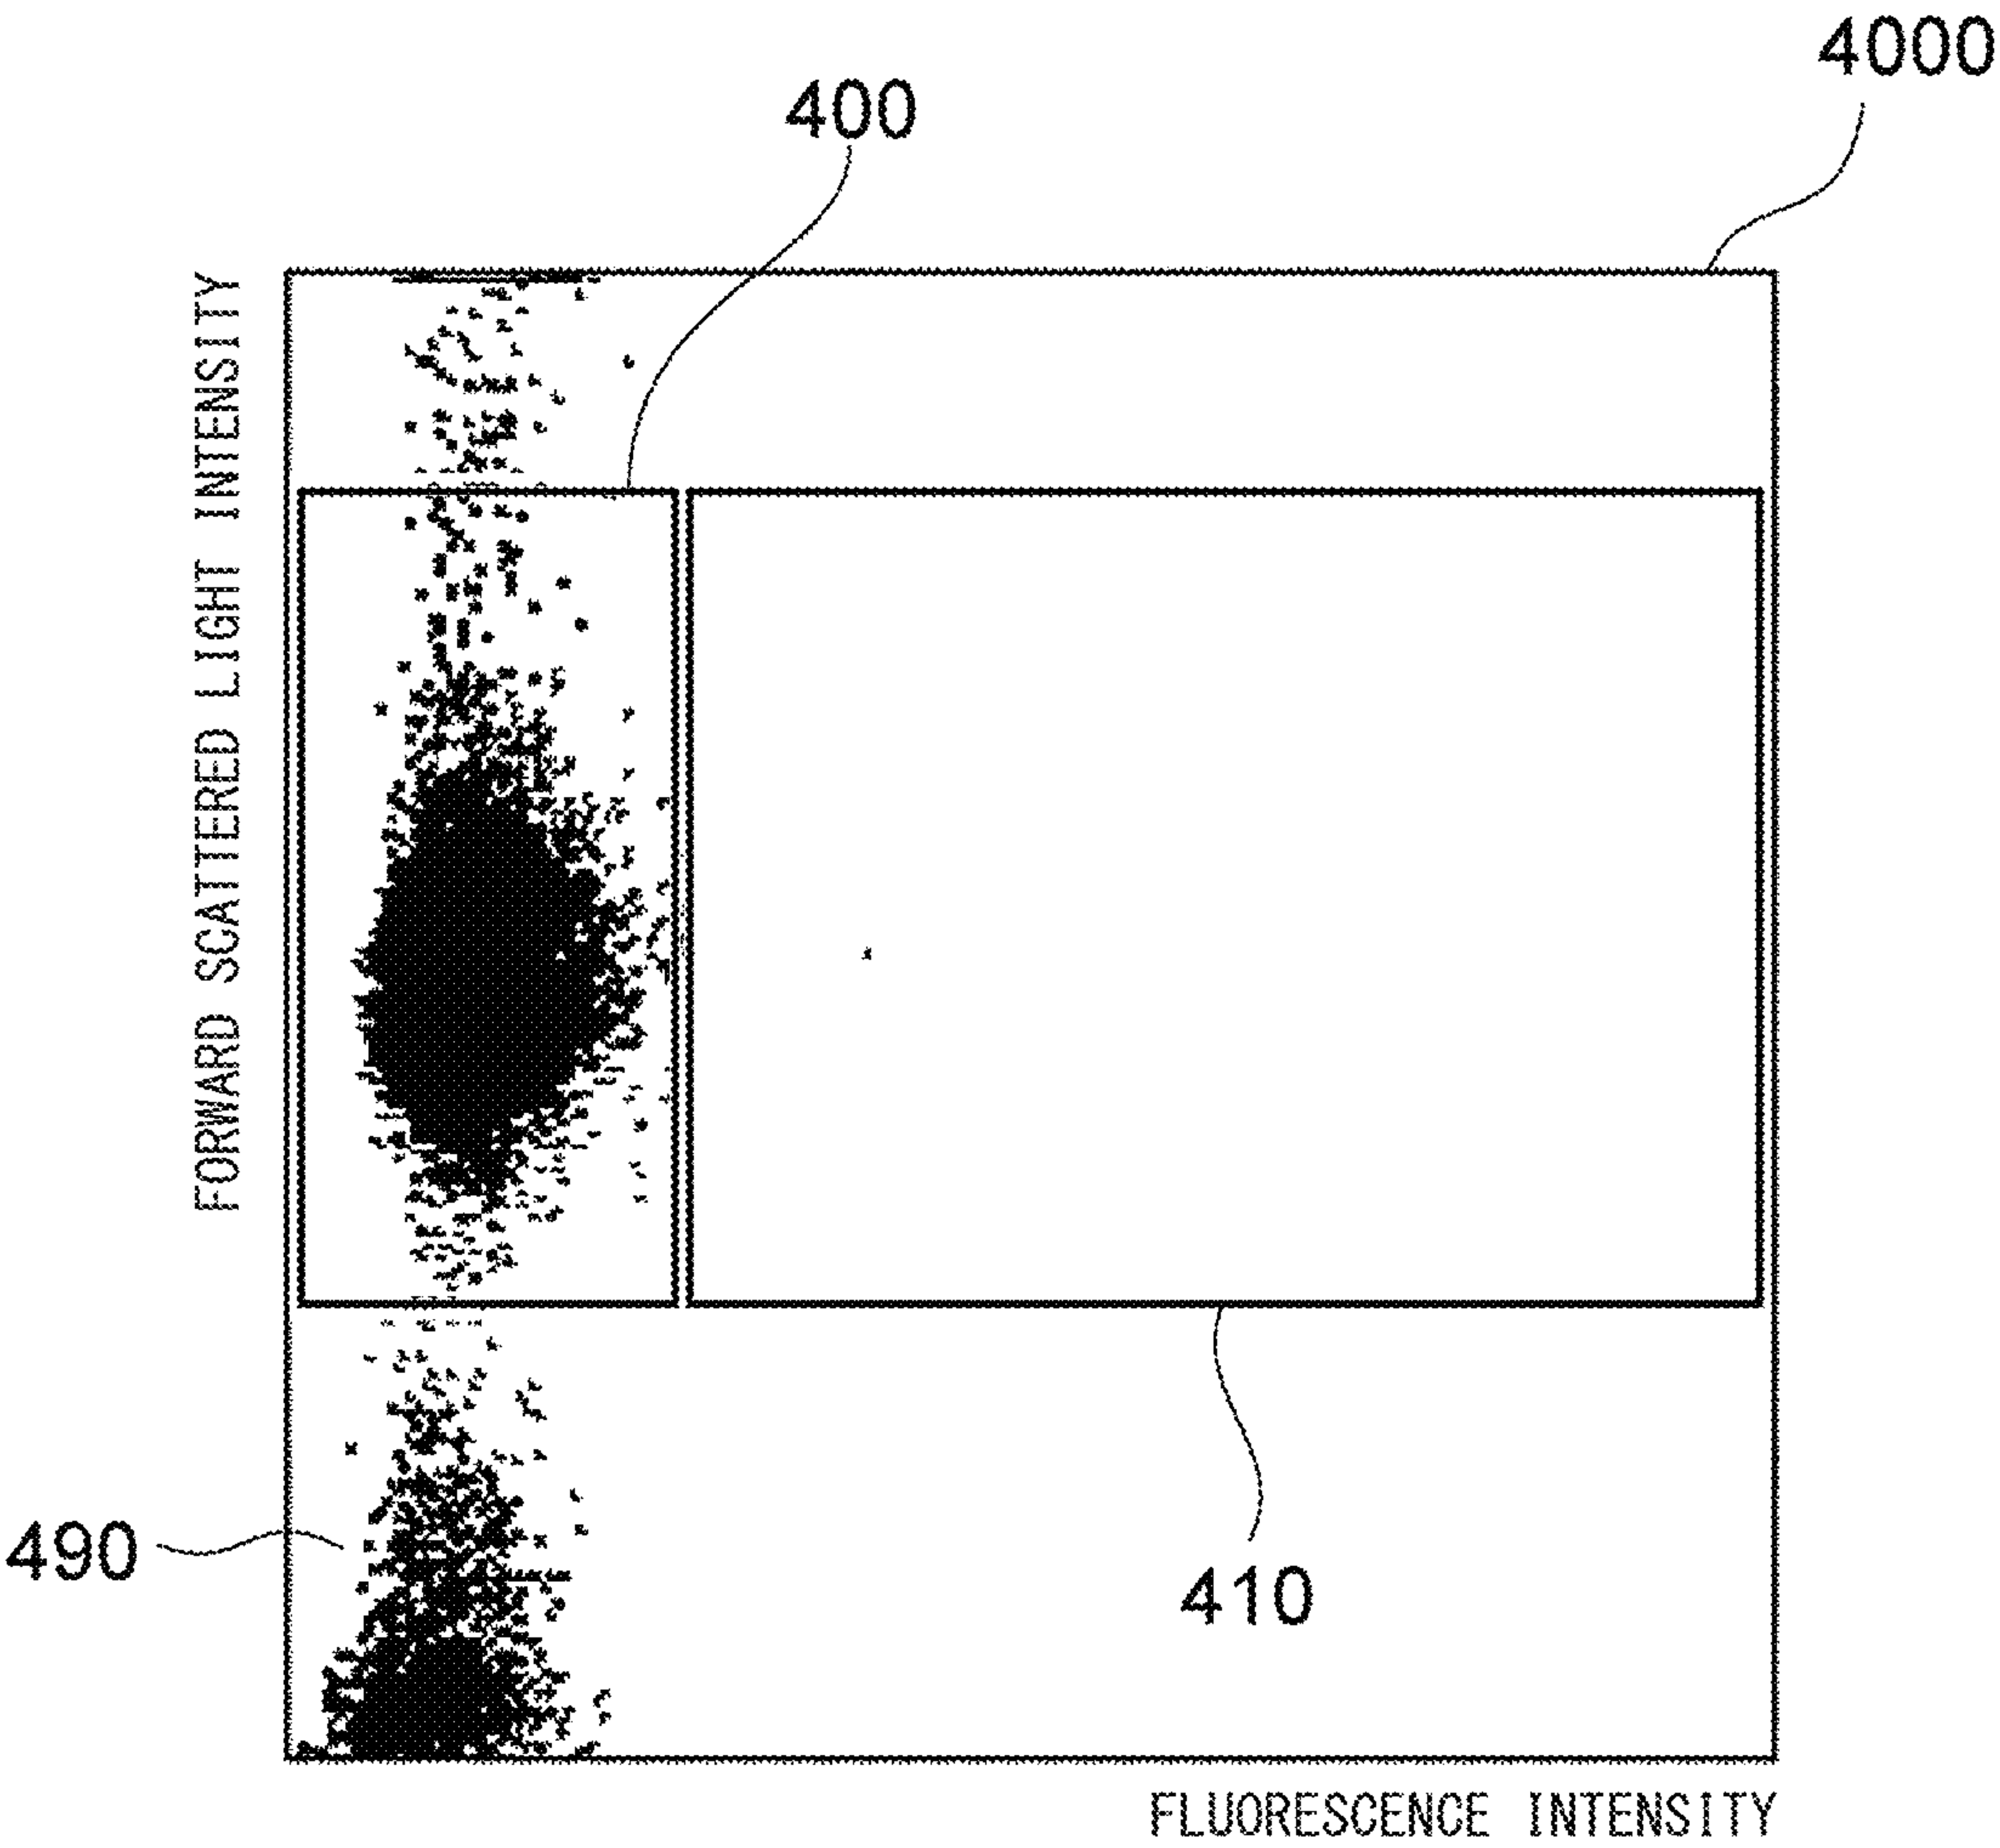 4000
400
FORWARD SCATTERED LIGHT INTENSITY
490
410
FLUORESCENCE INTENSITY